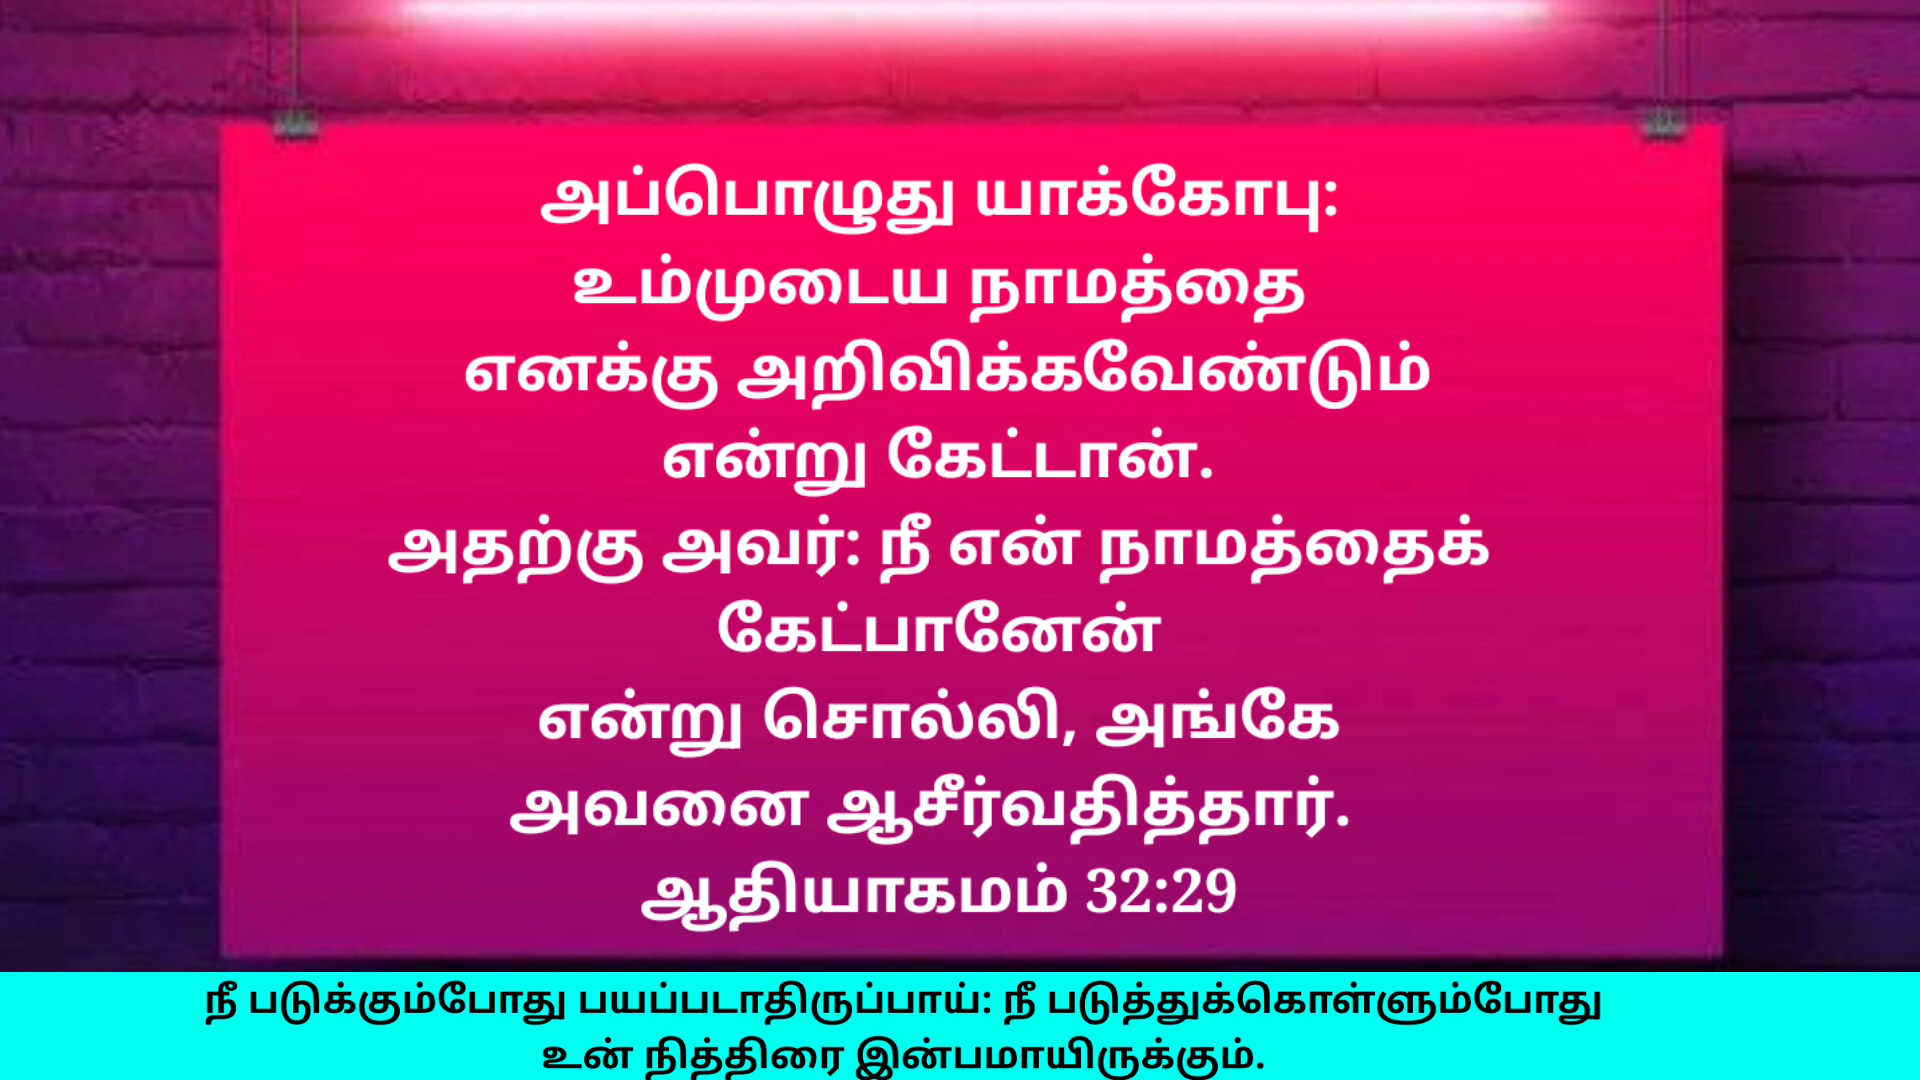 அப்பொழுது யாக்கோபு:
உம்முடைய நாமத்தை
எனக்கு அறிவிக்கவேண்டும்
என்று கேட்டான்.
அதற்கு அவர்: நீ என் நாமத்தைக்
கேட்பானேன்
என்று சொல்லி, அங்கே
அவனை ஆசீர்வதித்தார்.
ஆதியாகமம் 32:29
நீ படுக்கும்போது பயப்படாதிருப்பாய்: நீ படுத்துக்கொள்ளும்போது
உன் நித்திரை இன்பமாயிருக்கும்.